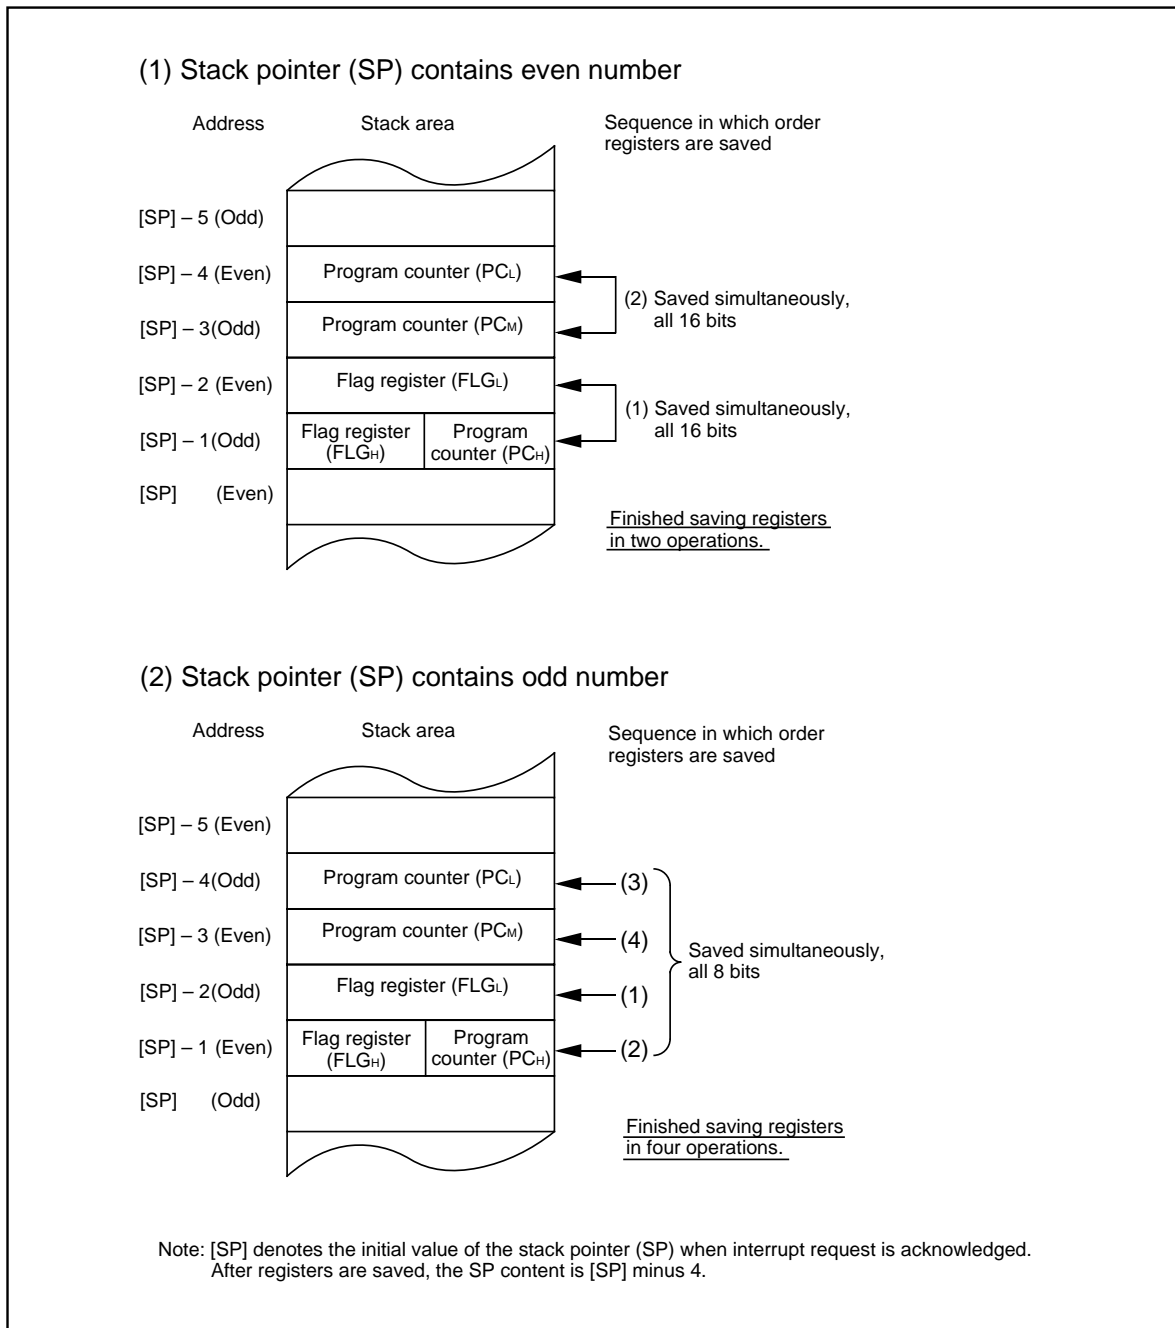 (1) Stack pointer (SP) contains even number
Address
Stack area
Sequence in which order
registers are saved
[SP] – 5 (Odd)
[SP] – 4 (Even)
Program counter (PCL)
[SP] – 3(Odd)
Program counter (PCM)
(2) Saved simultaneously,
all 16 bits
[SP] – 2 (Even)
Flag register (FLGL)
[SP] – 1(Odd)
Flag register
(FLGH)
Program
counter (PCH)
(1) Saved simultaneously,
all 16 bits
[SP] (Even)
Finished saving registers
in two operations.
(2) Stack pointer (SP) contains odd number
Address
Stack area
Sequence in which order
registers are saved
[SP] – 5 (Even)
[SP] – 4(Odd)
Program counter (PCL)
(3)
[SP] – 3 (Even)
Program counter (PCM)
(4)
Saved simultaneously,
all 8 bits
[SP] – 2(Odd)
Flag register (FLGL)
(1)
[SP] – 1 (Even)
Flag register
(FLGH)
Program
counter (PCH)
(2)
[SP] (Odd)
Finished saving registers
in four operations.
Note: [SP] denotes the initial value of the stack pointer (SP) when interrupt request is acknowledged.
After registers are saved, the SP content is [SP] minus 4.